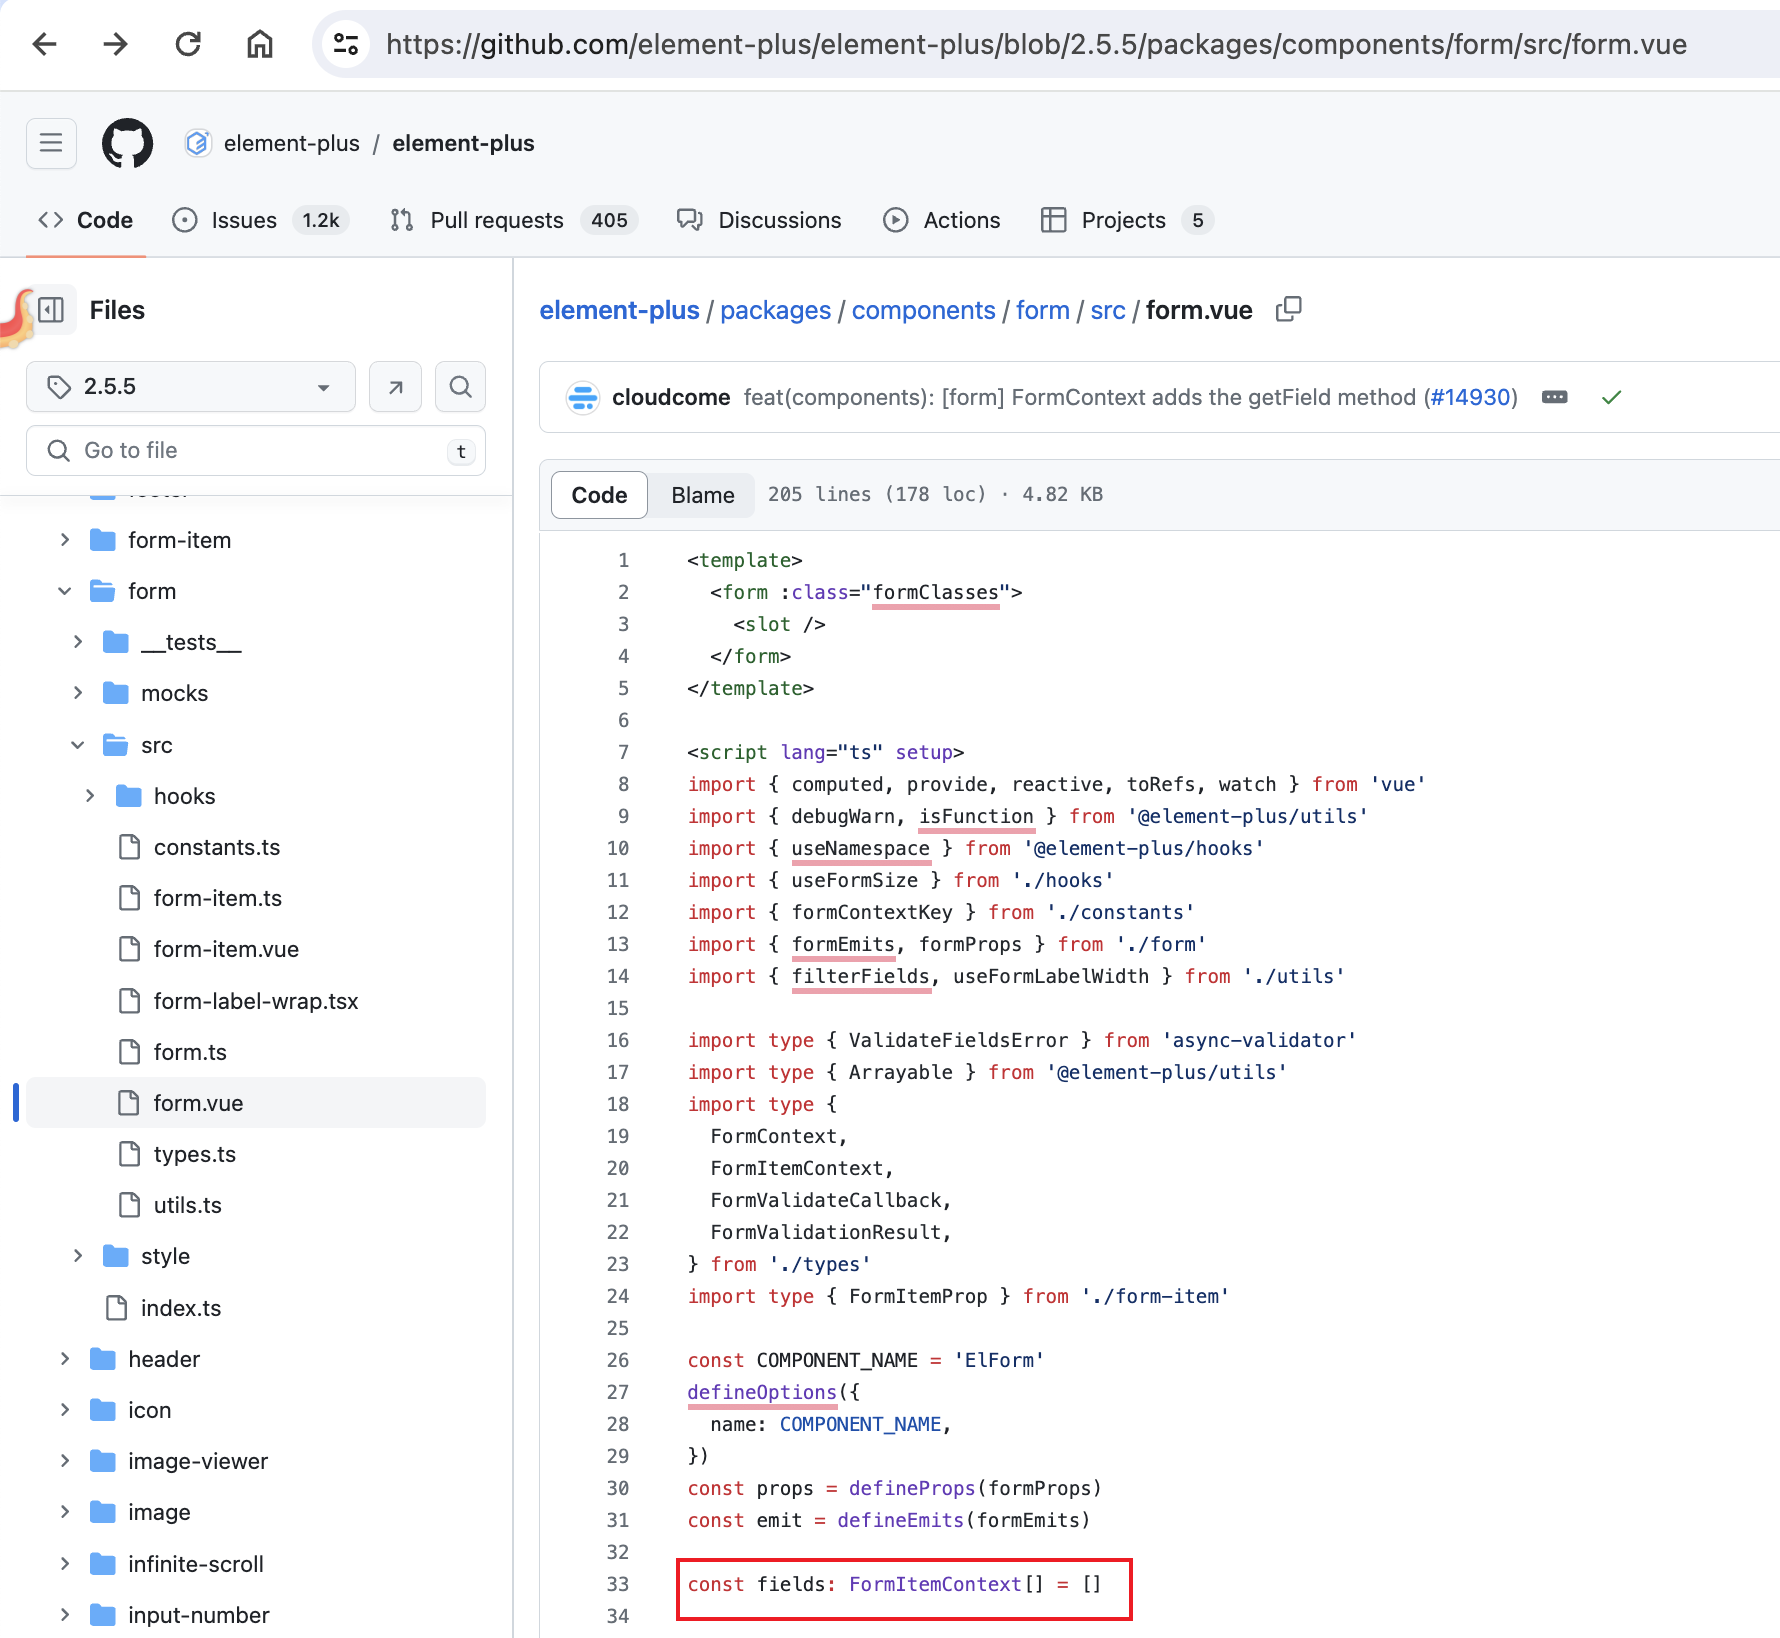 https://github.com/element-plus/element-plus/blob/2.5.5/packages/components/form/src/form.vue
element-plus / element-plus
Code
Issues 1.2k
Pull requests 405
Discussions
Actions
Projects 5
Files
2.5.5
Go to file t
form-item
form
__tests__
mocks
src
hooks
constants.ts
form-item.ts
form-item.vue
form-label-wrap.tsx
form.ts
form.vue
types.ts
utils.ts
style
index.ts
header
icon
image-viewer
image
infinite-scroll
input-number
element-plus / packages / components / form / src / form.vue
cloudcome feat(components): [form] FormContext adds the getField method (#14930)
Code Blame 205 lines (178 loc) · 4.82 KB
1 <template>
2 <form :class="formClasses">
3 <slot />
4 </form>
5 </template>
6
7 <script lang="ts" setup>
8 import { computed, provide, reactive, toRefs, watch } from 'vue'
9 import { debugWarn, isFunction } from '@element-plus/utils'
10 import { useNamespace } from '@element-plus/hooks'
11 import { useFormSize } from './hooks'
12 import { formContextKey } from './constants'
13 import { formEmits, formProps } from './form'
14 import { filterFields, useFormLabelWidth } from './utils'
15
16 import type { ValidateFieldsError } from 'async-validator'
17 import type { Arrayable } from '@element-plus/utils'
18 import type {
19 FormContext,
20 FormItemContext,
21 FormValidateCallback,
22 FormValidationResult,
23 } from './types'
24 import type { FormItemProp } from './form-item'
25
26 const COMPONENT_NAME = 'ElForm'
27 defineOptions({
28 name: COMPONENT_NAME,
29 })
30 const props = defineProps(formProps)
31 const emit = defineEmits(formEmits)
32
33 const fields: FormItemContext[] = []
34